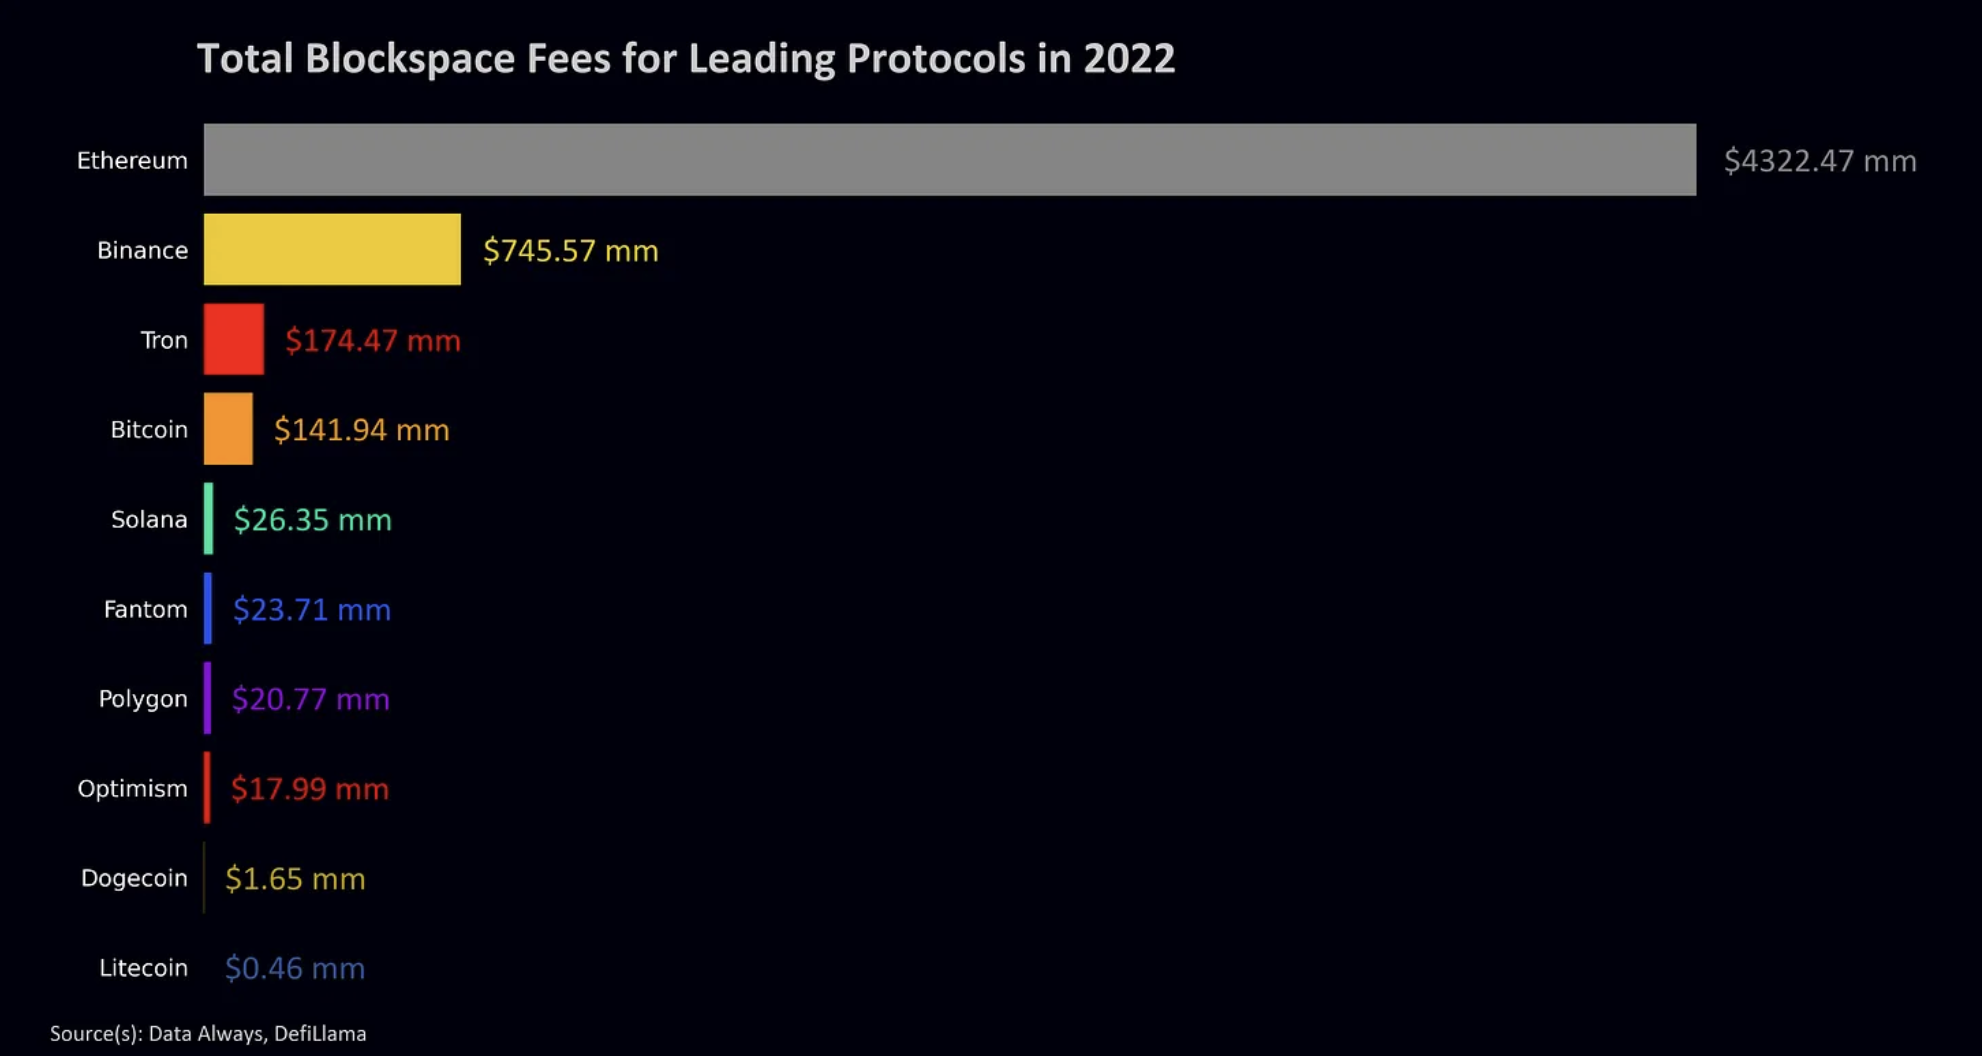 Total Blockspace Fees for Leading Protocols in 2022
Ethereum $4322.47 mm
Binance $745.57 mm
Tron $174.47 mm
Bitcoin $141.94 mm
Solana $26.35 mm
Fantom $23.71 mm
Polygon $20.77 mm
Optimism $17.99 mm
Dogecoin $1.65 mm
Litecoin $0.46 mm
Source(s): Data Always, DefiLlama